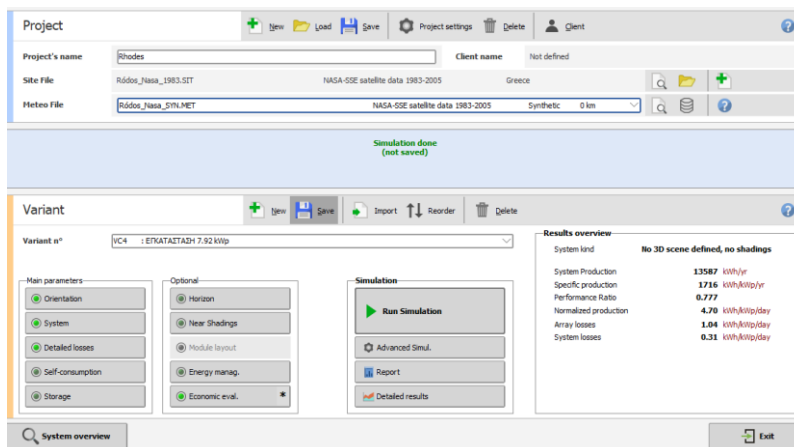 Project
New
Load
Save
Project settings
Delete
Client
Project's name
Rhodes
Client name
Not defined
Site File
Ródos_Nasa_1983.SIT
NASA-SSE satellite data 1983-2005
Greece
Meteo File
Ródos_Nasa_SYN.MET
NASA-SSE satellite data 1983-2005
Synthetic
0 km
Simulation done
(not saved)
Variant
New
Save
Import
Reorder
Delete
Variant n°
VC4 : ΕΓΚΑΤΑΣΤΑΣΗ 7.92 kWp
Results overview
System kind
No 3D scene defined, no shadings
System Production
13587 kWh/yr
Specific production
1716 kWh/kWp/yr
Performance Ratio
0.777
Normalized production
4.70 kWh/kWp/day
Array losses
1.04 kWh/kWp/day
System losses
0.31 kWh/kWp/day
Main parameters
Orientation
System
Detailed losses
Self-consumption
Storage
Optional
Horizon
Near Shadings
Module layout
Energy manag.
Economic eval. *
Simulation
Run Simulation
Advanced Simul.
Report
Detailed results
System overview
Exit